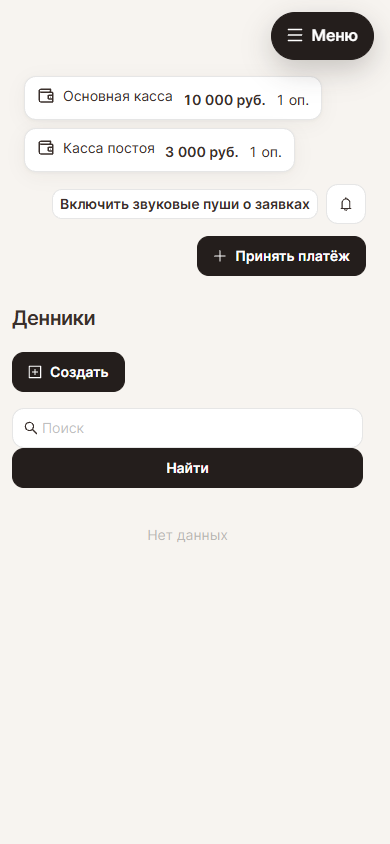 Меню
Основная касса 10 000 руб. 1 оп.
Касса постоя 3 000 руб. 1 оп.
Включить звуковые пуши о заявках
Принять платёж
Денники
Создать
Поиск
Найти
Нет данных